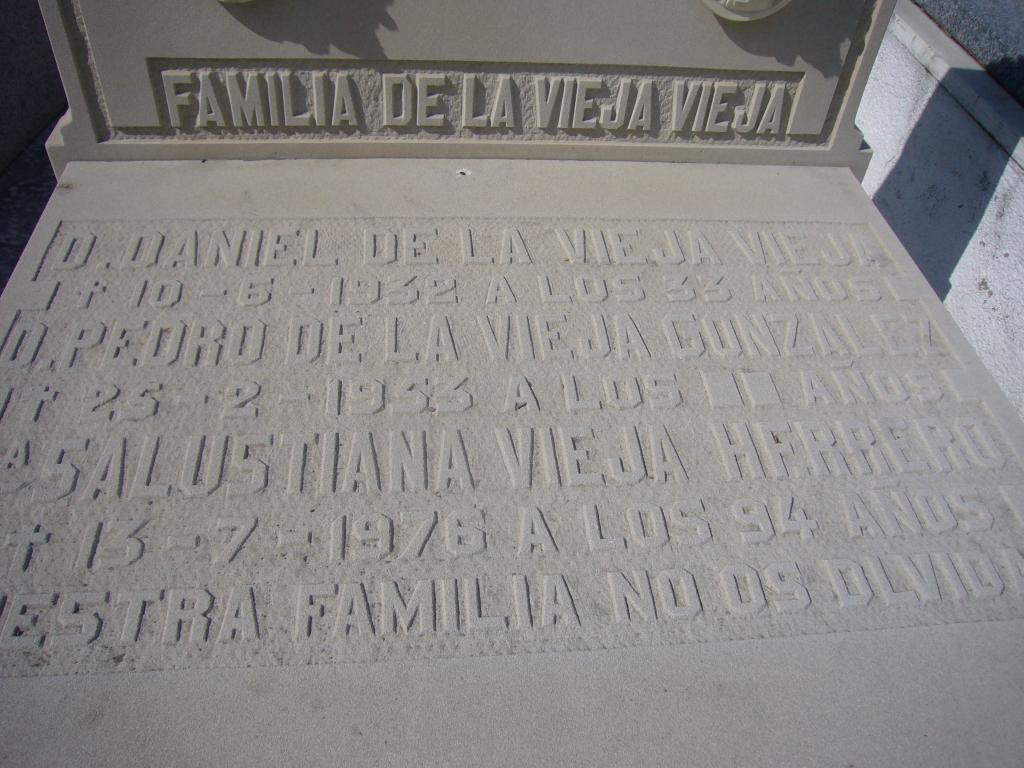 FAMILIA DE LA VIEJA VIEJA
D. DANIEL DE LA VIEJA VIEJA
† 10 - 6 - 1932 A LOS 33 AÑOS
D. PEDRO DE LA VIEJA GONZALEZ
† 25 - 2 - 1953 A LOS AÑOS
SALUSTIANA VIEJA HERRERO
† 13 - 7 - 1976 A LOS 94 AÑOS
ESTRA FAMILIA NO OS OLVID